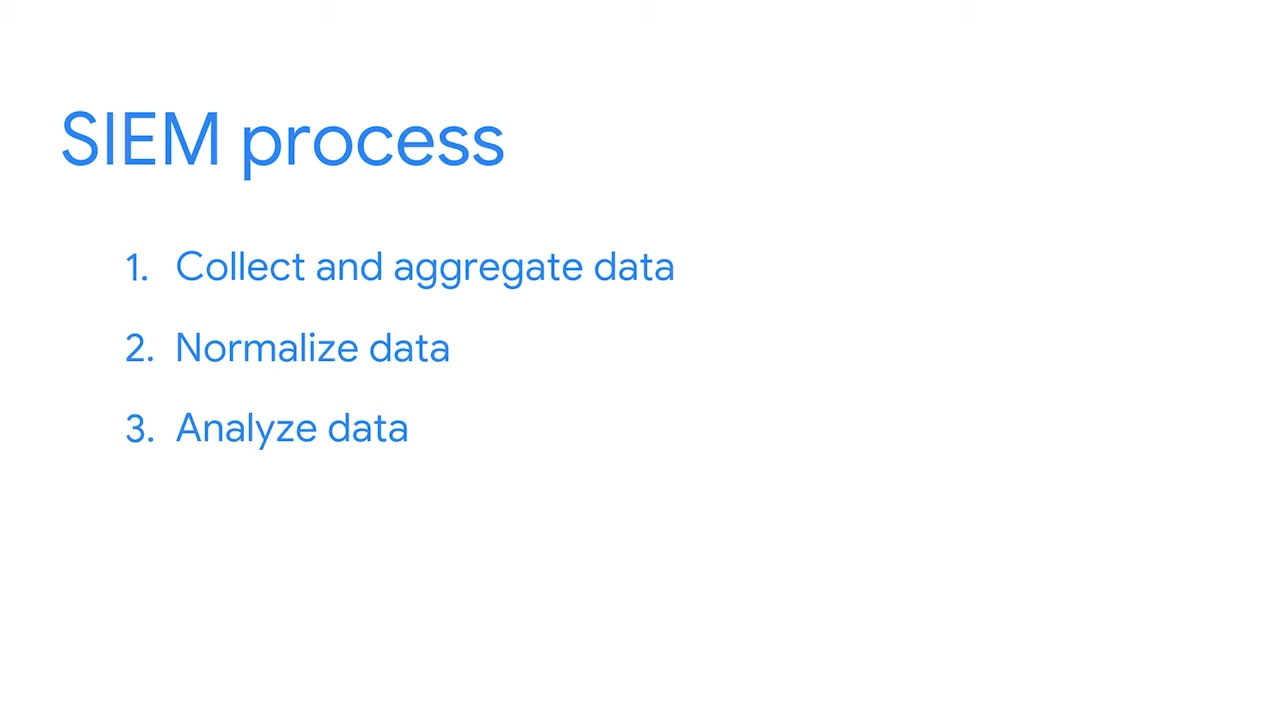 SIEM process
1. Collect and aggregate data
2. Normalize data
3. Analyze data